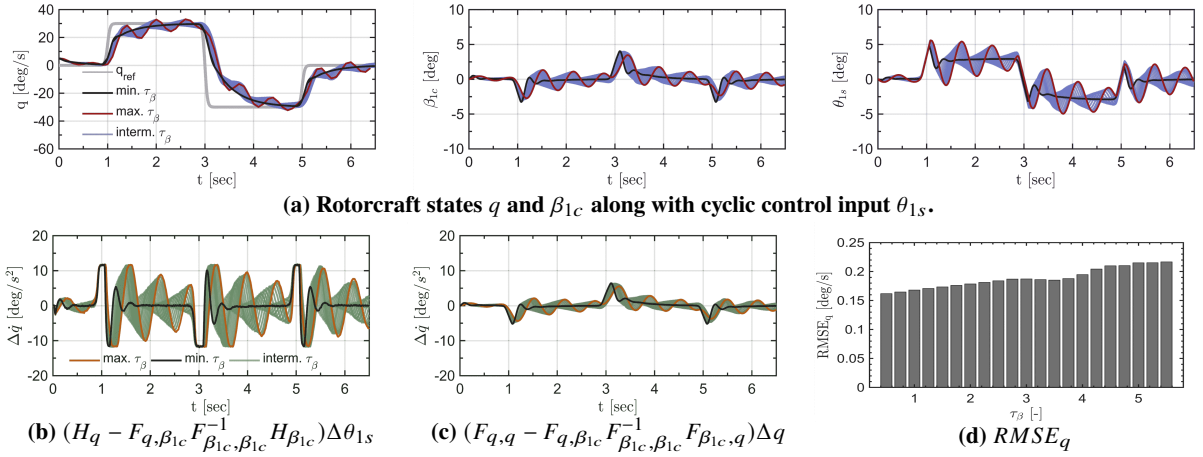 60
40
20
0
-20
-40
-60
q [deg/s]
q_ref
min. τ_β
max. τ_β
interm. τ_β
0 1 2 3 4 5 6
t [sec]
10
5
0
-5
-10
β_1c [deg]
0 1 2 3 4 5 6
t [sec]
10
5
0
-5
-10
θ_1s [deg]
0 1 2 3 4 5 6
t [sec]
(a) Rotorcraft states q and β_1c along with cyclic control input θ_1s.
20
10
0
-10
-20
Δq̇ [deg/s²]
max. τ_β min. τ_β interm. τ_β
0 1 2 3 4 5 6
t [sec]
(b) (H_q − F_{q,β_1c} F^{-1}_{β_1c,β_1c} H_{β_1c})Δθ_1s
20
10
0
-10
-20
Δq̇ [deg/s²]
0 1 2 3 4 5 6
t [sec]
(c) (F_{q,q} − F_{q,β_1c} F^{-1}_{β_1c,β_1c} F_{β_1c,q})Δq
0.25
0.2
0.15
0.1
0.05
0
RMSE_q [deg/s]
1 2 3 4 5
τ_β [-]
(d) RMSE_q